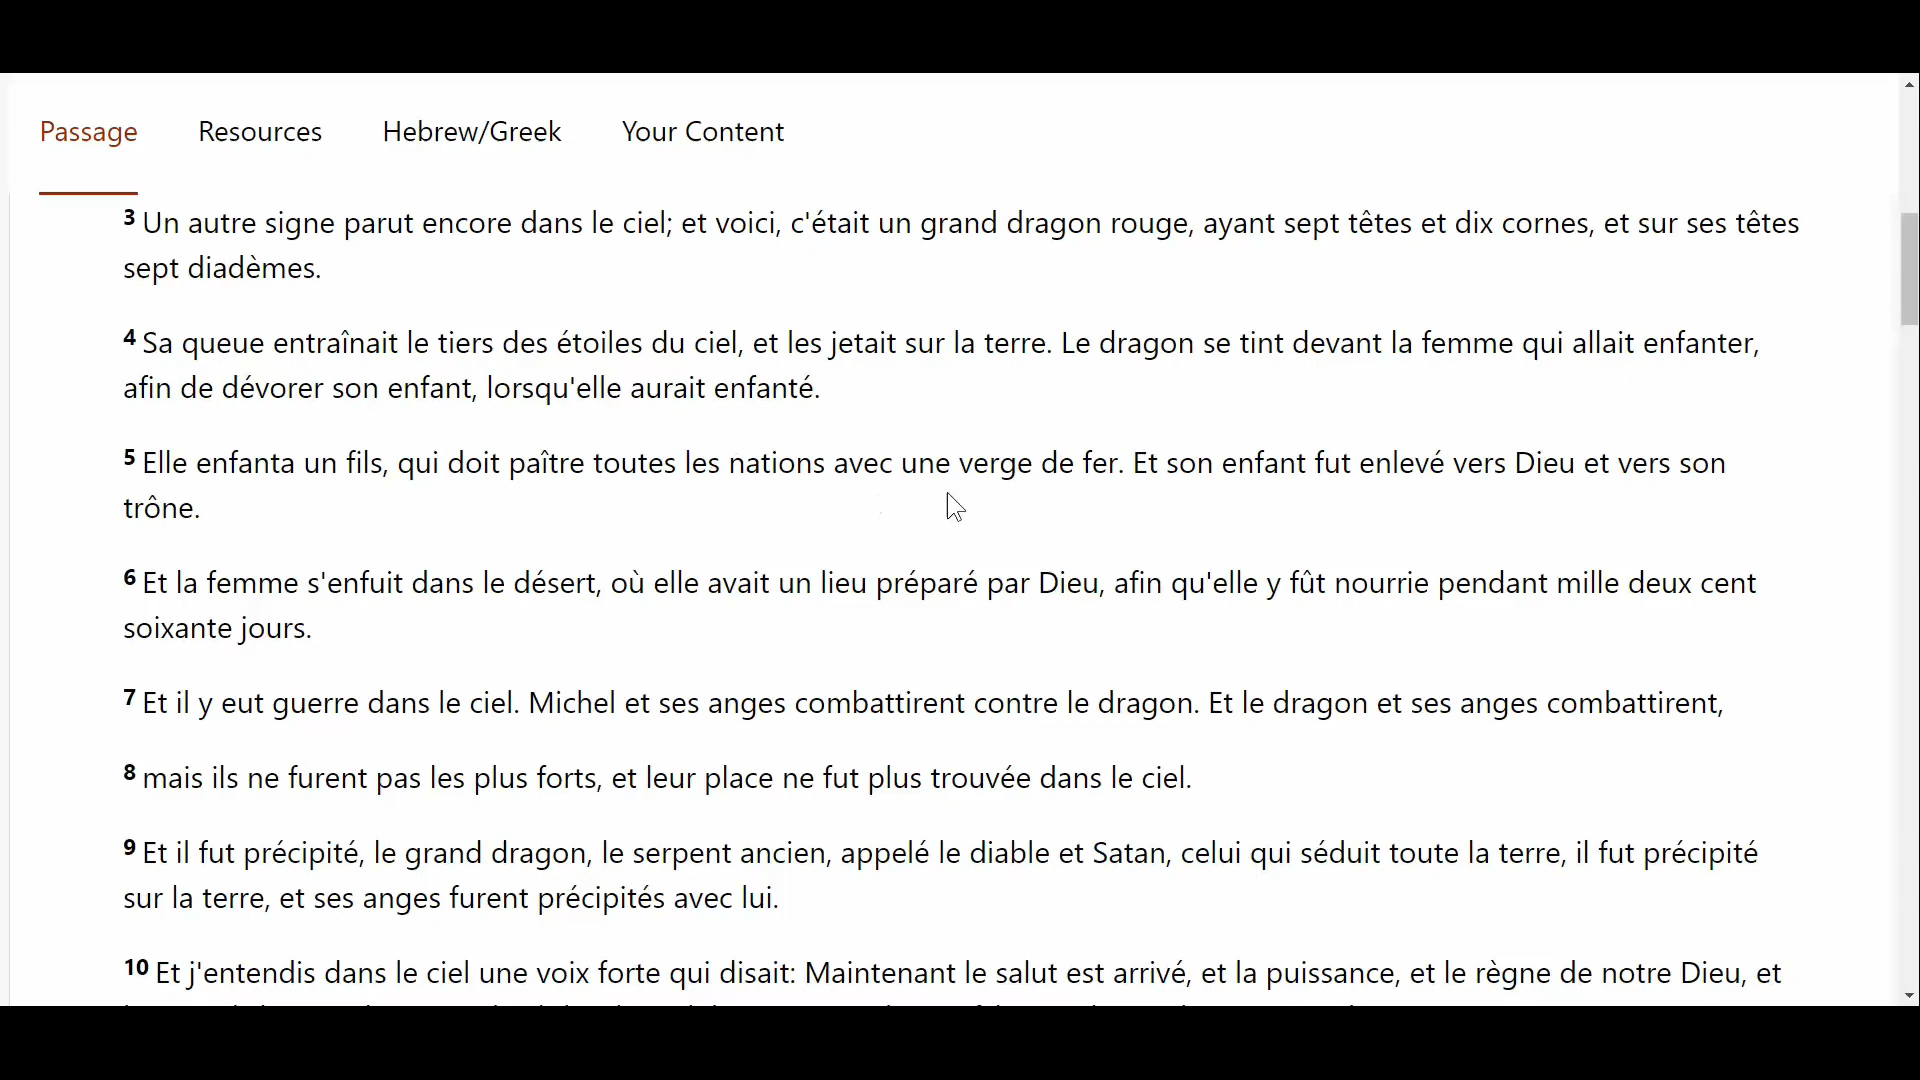 Passage Resources Hebrew/Greek Your Content
3 Un autre signe parut encore dans le ciel; et voici, c'était un grand dragon rouge, ayant sept têtes et dix cornes, et sur ses têtes
sept diadèmes.
4 Sa queue entraînait le tiers des étoiles du ciel, et les jetait sur la terre. Le dragon se tint devant la femme qui allait enfanter,
afin de dévorer son enfant, lorsqu'elle aurait enfanté.
5 Elle enfanta un fils, qui doit paître toutes les nations avec une verge de fer. Et son enfant fut enlevé vers Dieu et vers son
trône.
6 Et la femme s'enfuit dans le désert, où elle avait un lieu préparé par Dieu, afin qu'elle y fût nourrie pendant mille deux cent
soixante jours.
7 Et il y eut guerre dans le ciel. Michel et ses anges combattirent contre le dragon. Et le dragon et ses anges combattirent,
8 mais ils ne furent pas les plus forts, et leur place ne fut plus trouvée dans le ciel.
9 Et il fut précipité, le grand dragon, le serpent ancien, appelé le diable et Satan, celui qui séduit toute la terre, il fut précipité
sur la terre, et ses anges furent précipités avec lui.
10 Et j'entendis dans le ciel une voix forte qui disait: Maintenant le salut est arrivé, et la puissance, et le règne de notre Dieu, et